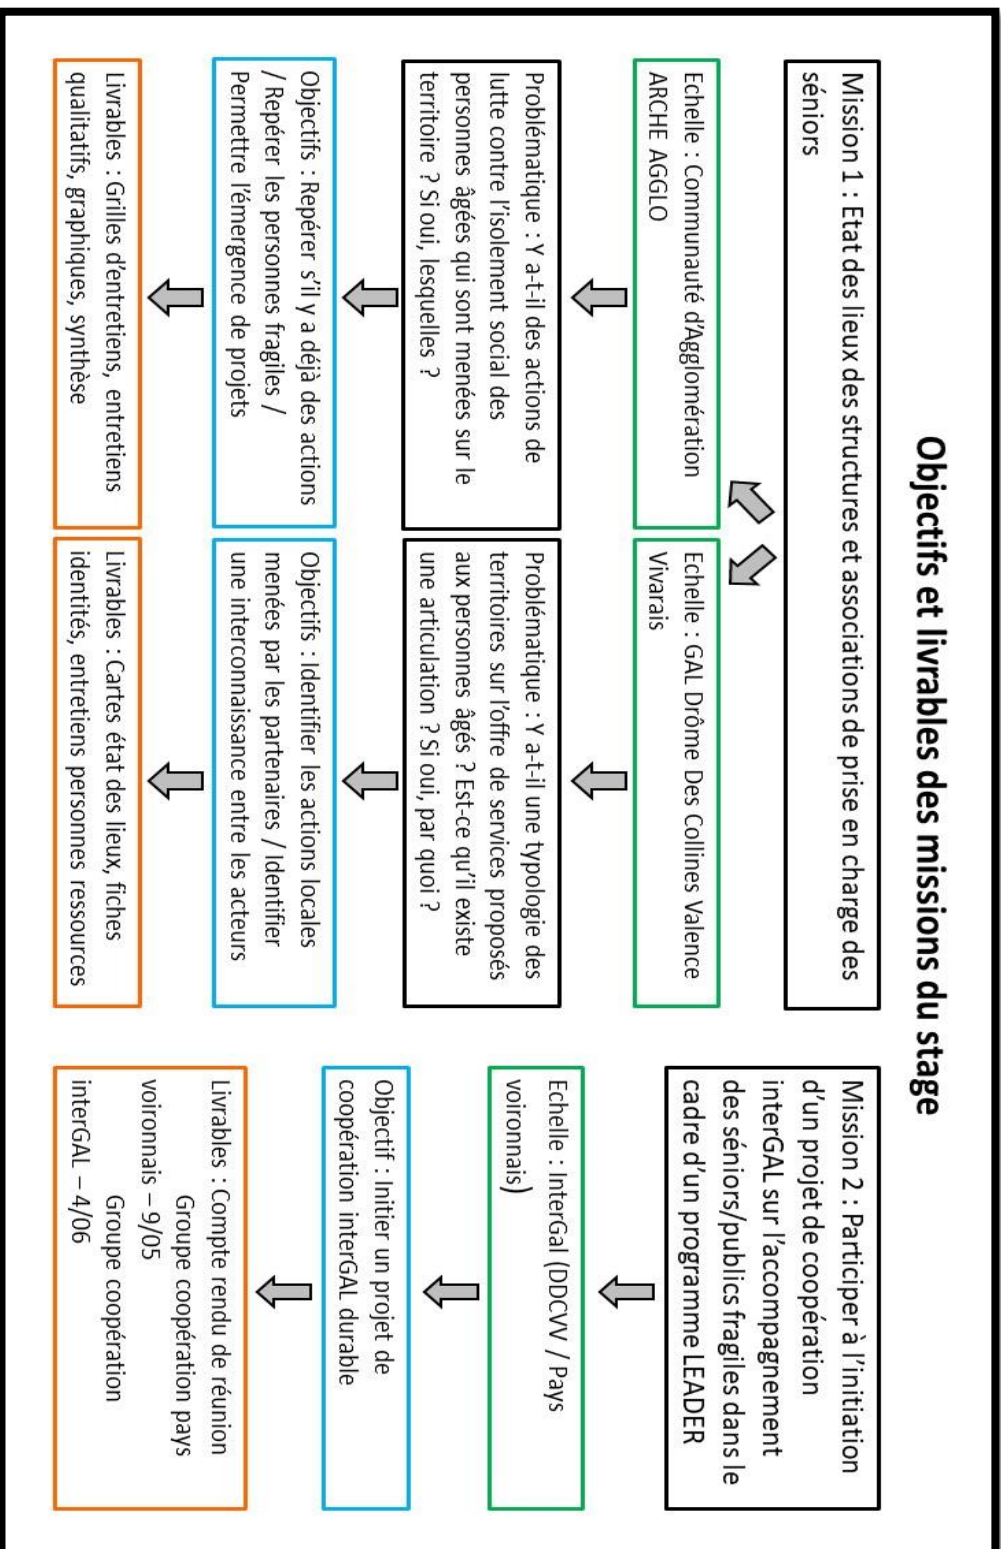 Objectifs et livrables des missions du stage
Mission 1 : Etat des lieux des structures et associations de prise en charge des
séniors
Echelle : Communauté d'Agglomération
ARCHE AGGLO
Problématique : Y a-t-il des actions de
lutte contre l'isolement social des
personnes âgées qui sont menées sur le
territoire ? Si oui, lesquelles ?
Objectifs : Repérer s'il y a déjà des actions
/ Repérer les personnes fragiles /
Permettre l'émergence de projets
Livrables : Grilles d'entretiens, entretiens
qualitatifs, graphiques, synthèse
Echelle : GAL Drôme Des Collines Valence
Vivarais
Problématique : Y a-t-il une typologie des
territoires sur l'offre de services proposés
aux personnes âgés ? Est-ce qu'il existe
une articulation ? Si oui, par quoi ?
Objectifs : Identifier les actions locales
menées par les partenaires / Identifier
une interconnaissance entre les acteurs
Livrables : Cartes état des lieux, fiches
identités, entretiens personnes ressources
Mission 2 : Participer à l'initiation
d'un projet de coopération
interGAL sur l'accompagnement
des séniors/publics fragiles dans le
cadre d'un programme LEADER
Echelle : InterGal (DDCVV / Pays
voironnais)
Objectif : Initier un projet de
coopération interGAL durable
Livrables : Compte rendu de réunion
Groupe coopération pays
voironnais – 9/05
Groupe coopération
interGAL – 4/06